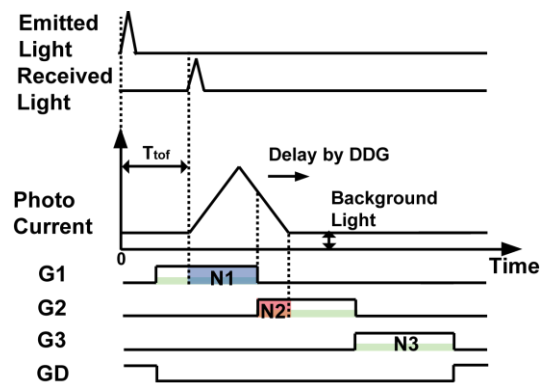 Emitted
Light
Received
Light
Ttof
Delay by DDG
Photo
Current
Background
Light
0
Time
G1
N1
G2
N2
G3
N3
GD